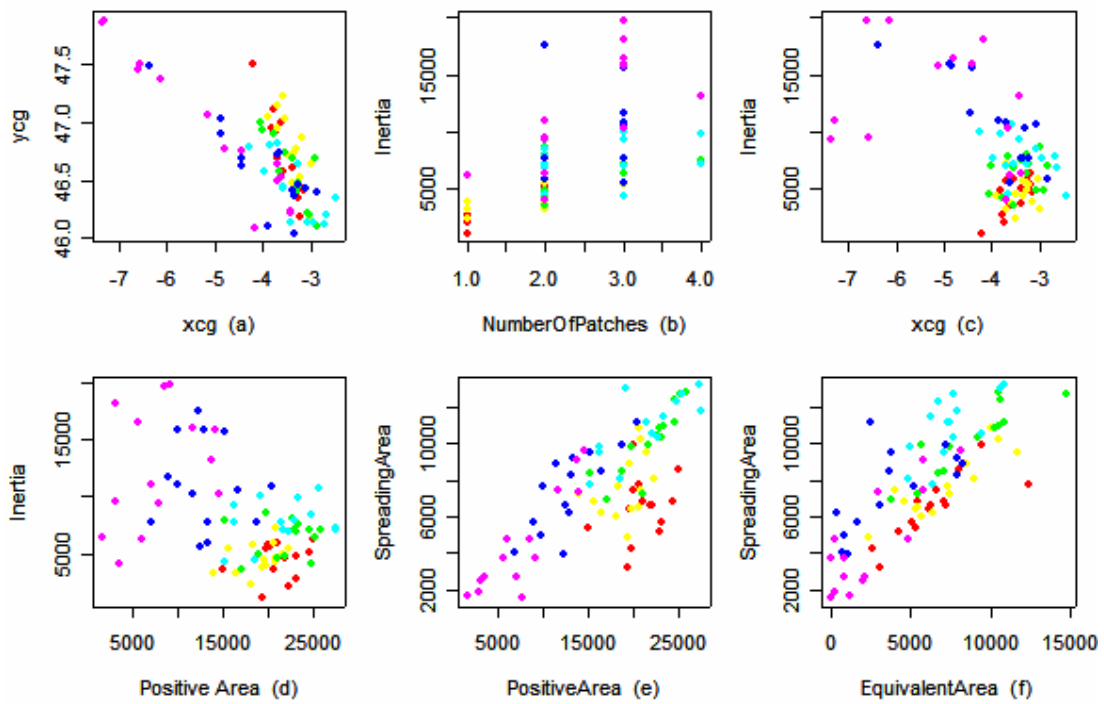 ycg
47.5
47.0
46.5
46.0
-7 -6 -5 -4 -3
xcg (a)
Inertia
15000
5000
1.0 2.0 3.0 4.0
NumberOfPatches (b)
Inertia
15000
5000
-7 -6 -5 -4 -3
xcg (c)
Inertia
15000
5000
5000 15000 25000
Positive Area (d)
SpreadingArea
10000
6000
2000
5000 15000 25000
PositiveArea (e)
SpreadingArea
10000
6000
2000
0 5000 10000 15000
EquivalentArea (f)